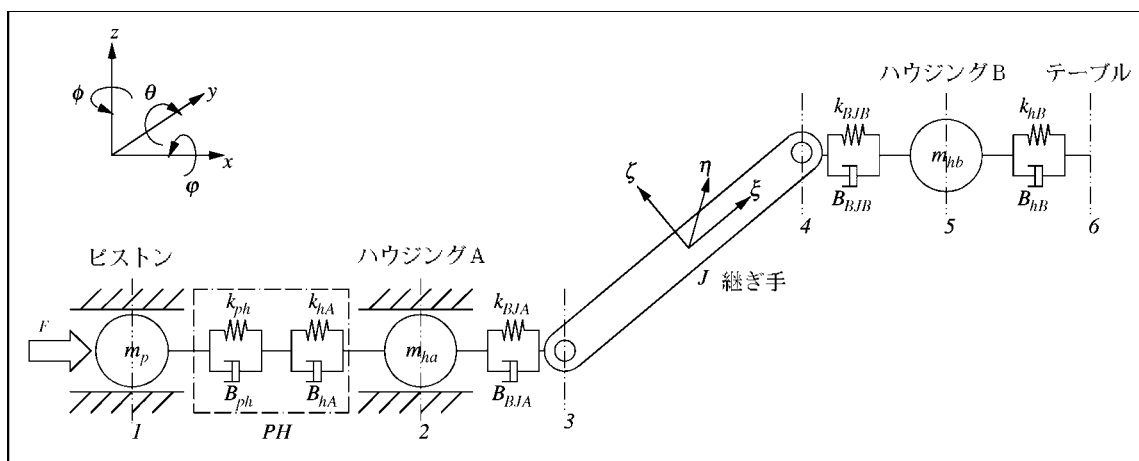 z
ϕ
θ
y
x
φ
ハウジングB
テーブル
k_BJB
k_hB
m_hb
B_BJB
B_hB
4
5
6
ζ
η
ξ
J 継ぎ手
ピストン
ハウジングA
k_ph
k_hA
k_BJA
F
m_p
m_ha
B_ph
B_hA
B_BJA
1
PH
2
3